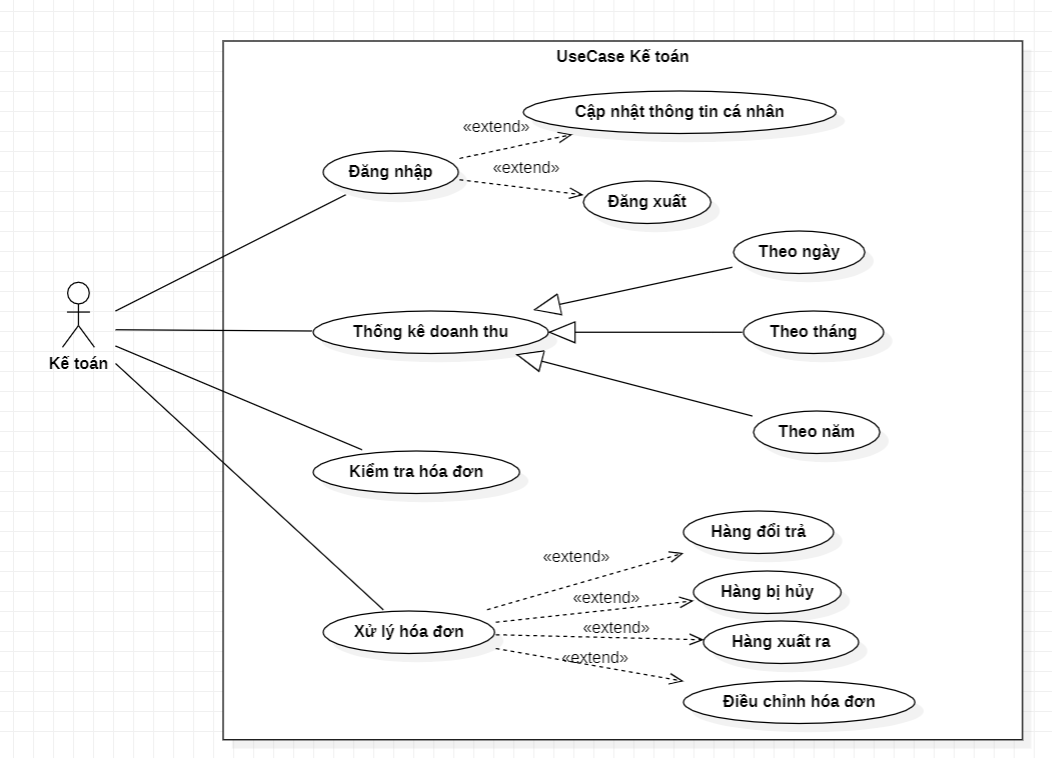 UseCase Kế toán
Cập nhật thông tin cá nhân
«extend»
Đăng nhập
«extend»
Đăng xuất
Theo ngày
Kế toán
Thống kê doanh thu
Theo tháng
Theo năm
Kiểm tra hóa đơn
Hàng đổi trả
«extend»
Hàng bị hủy
«extend»
Xử lý hóa đơn
«extend»
Hàng xuất ra
«extend»
Điều chỉnh hóa đơn